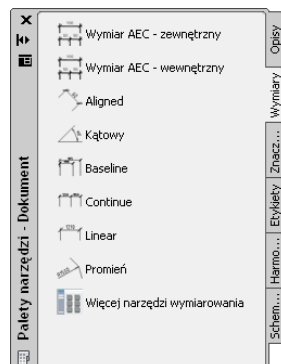 Wymiar AEC - zewnętrzny
Wymiar AEC - wewnętrzny
Aligned
Kątowy
Baseline
Continue
Linear
Promień
Więcej narzędzi wymiarowania
Palety narzędzi - Dokument
Opisy
Wymiary
Znacz...
Etykiety
Harmo...
Schem...